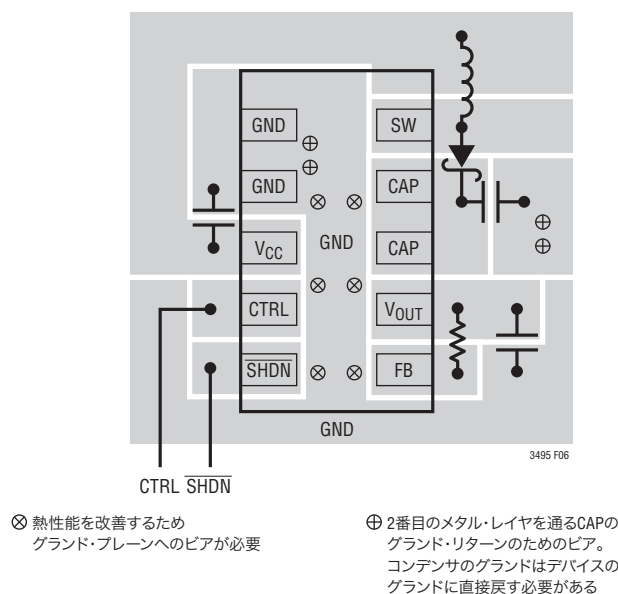 GND
SW
GND
CAP
GND
VCC
CAP
CTRL
VOUT
SHDN
FB
GND
3495 F06
CTRL SHDN
⊗ 熱性能を改善するため
グランド・プレーンへのビアが必要
⊕ 2番目のメタル・レイヤを通るCAPの
グランド・リターンのためのビア。
コンデンサのグランドはデバイスの
グランドに直接戻す必要がある